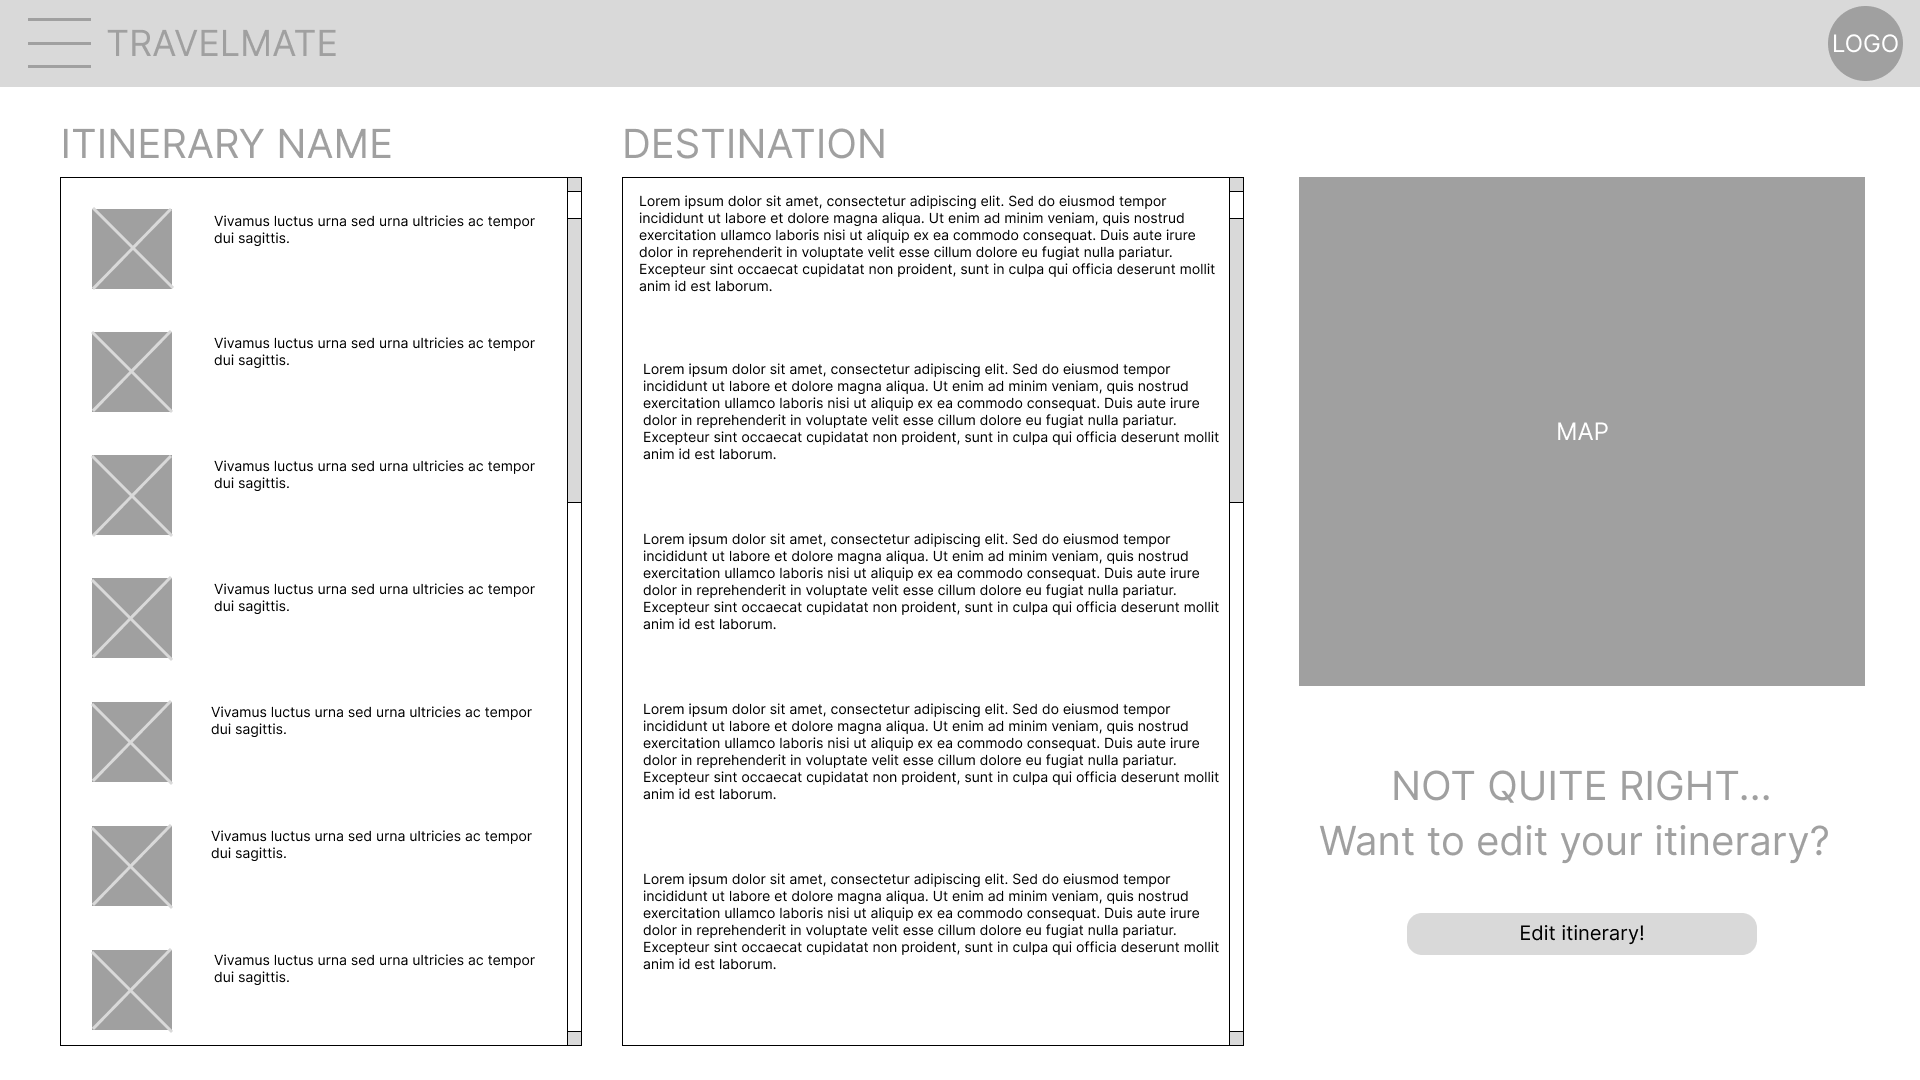 TRAVELMATE
LOGO
ITINERARY NAME
Vivamus luctus urna sed urna ultricies ac tempor
dui sagittis.
Vivamus luctus urna sed urna ultricies ac tempor
dui sagittis.
Vivamus luctus urna sed urna ultricies ac tempor
dui sagittis.
Vivamus luctus urna sed urna ultricies ac tempor
dui sagittis.
Vivamus luctus urna sed urna ultricies ac tempor
dui sagittis.
Vivamus luctus urna sed urna ultricies ac tempor
dui sagittis.
Vivamus luctus urna sed urna ultricies ac tempor
dui sagittis.
DESTINATION
Lorem ipsum dolor sit amet, consectetur adipiscing elit. Sed do eiusmod tempor
incididunt ut labore et dolore magna aliqua. Ut enim ad minim veniam, quis nostrud
exercitation ullamco laboris nisi ut aliquip ex ea commodo consequat. Duis aute irure
dolor in reprehenderit in voluptate velit esse cillum dolore eu fugiat nulla pariatur.
Excepteur sint occaecat cupidatat non proident, sunt in culpa qui officia deserunt mollit
anim id est laborum.
Lorem ipsum dolor sit amet, consectetur adipiscing elit. Sed do eiusmod tempor
incididunt ut labore et dolore magna aliqua. Ut enim ad minim veniam, quis nostrud
exercitation ullamco laboris nisi ut aliquip ex ea commodo consequat. Duis aute irure
dolor in reprehenderit in voluptate velit esse cillum dolore eu fugiat nulla pariatur.
Excepteur sint occaecat cupidatat non proident, sunt in culpa qui officia deserunt mollit
anim id est laborum.
Lorem ipsum dolor sit amet, consectetur adipiscing elit. Sed do eiusmod tempor
incididunt ut labore et dolore magna aliqua. Ut enim ad minim veniam, quis nostrud
exercitation ullamco laboris nisi ut aliquip ex ea commodo consequat. Duis aute irure
dolor in reprehenderit in voluptate velit esse cillum dolore eu fugiat nulla pariatur.
Excepteur sint occaecat cupidatat non proident, sunt in culpa qui officia deserunt mollit
anim id est laborum.
Lorem ipsum dolor sit amet, consectetur adipiscing elit. Sed do eiusmod tempor
incididunt ut labore et dolore magna aliqua. Ut enim ad minim veniam, quis nostrud
exercitation ullamco laboris nisi ut aliquip ex ea commodo consequat. Duis aute irure
dolor in reprehenderit in voluptate velit esse cillum dolore eu fugiat nulla pariatur.
Excepteur sint occaecat cupidatat non proident, sunt in culpa qui officia deserunt mollit
anim id est laborum.
Lorem ipsum dolor sit amet, consectetur adipiscing elit. Sed do eiusmod tempor
incididunt ut labore et dolore magna aliqua. Ut enim ad minim veniam, quis nostrud
exercitation ullamco laboris nisi ut aliquip ex ea commodo consequat. Duis aute irure
dolor in reprehenderit in voluptate velit esse cillum dolore eu fugiat nulla pariatur.
Excepteur sint occaecat cupidatat non proident, sunt in culpa qui officia deserunt mollit
anim id est laborum.
MAP
NOT QUITE RIGHT...
Want to edit your itinerary?
Edit itinerary!